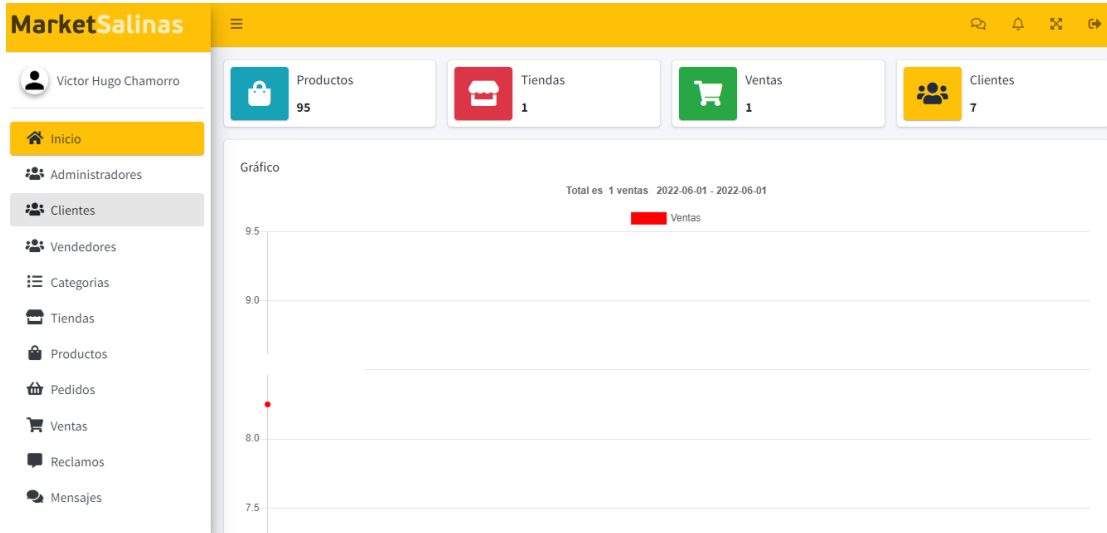 MarketSalinas
Victor Hugo Chamorro
Inicio
Administradores
Clientes
Vendedores
Categorias
Tiendas
Productos
Pedidos
Ventas
Reclamos
Mensajes
Productos
95
Tiendas
1
Ventas
1
Clientes
7
Gráfico
Total es 1 ventas 2022-06-01 - 2022-06-01
Ventas
9.5
9.0
8.0
7.5